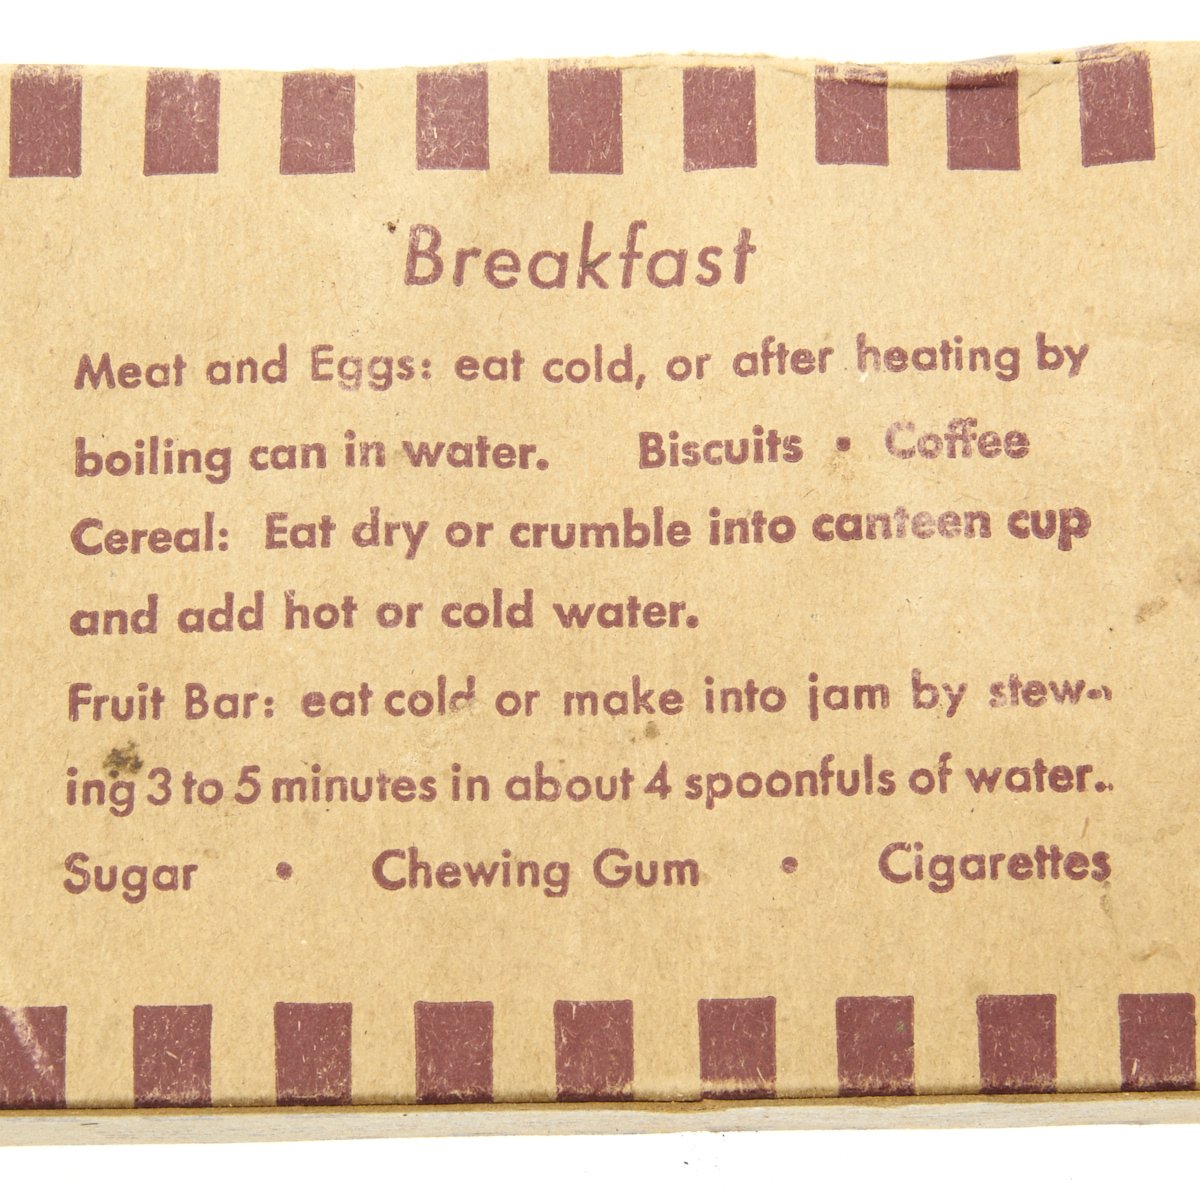 Breakfast
Meat and Eggs: eat cold, or after heating by
boiling can in water. Biscuits • Coffee
Cereal: Eat dry or crumble into canteen cup
and add hot or cold water.
Fruit Bar: eat cold or make into jam by stew-
ing 3 to 5 minutes in about 4 spoonfuls of water.
Sugar • Chewing Gum • Cigarettes